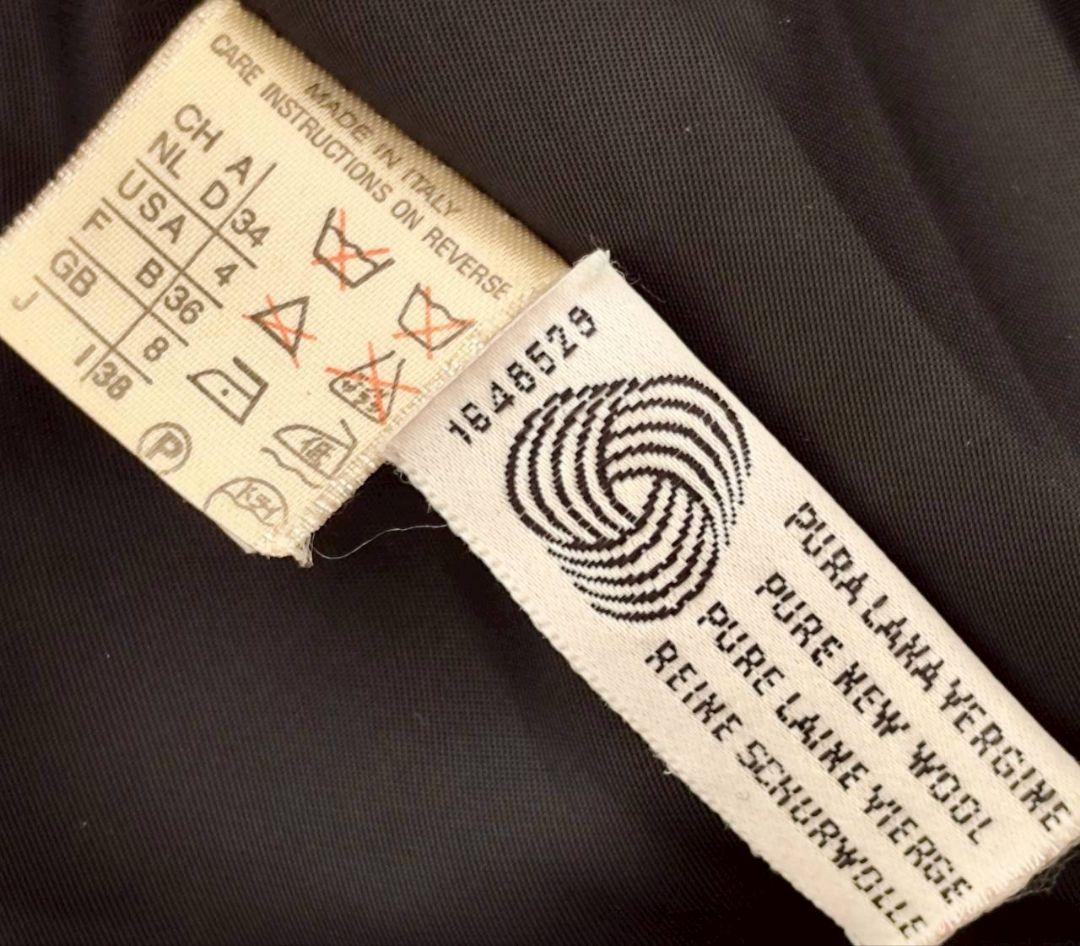 MADE IN ITALY
CARE INSTRUCTIONS ON REVERSE
CH A
NL D 34
USA 4
F B 36
GB 8
J I 38
P
低
PURA LANA VERGINE
PURE NEW WOOL
PURE LAINE VIERGE
REINE SCHURWOLLE